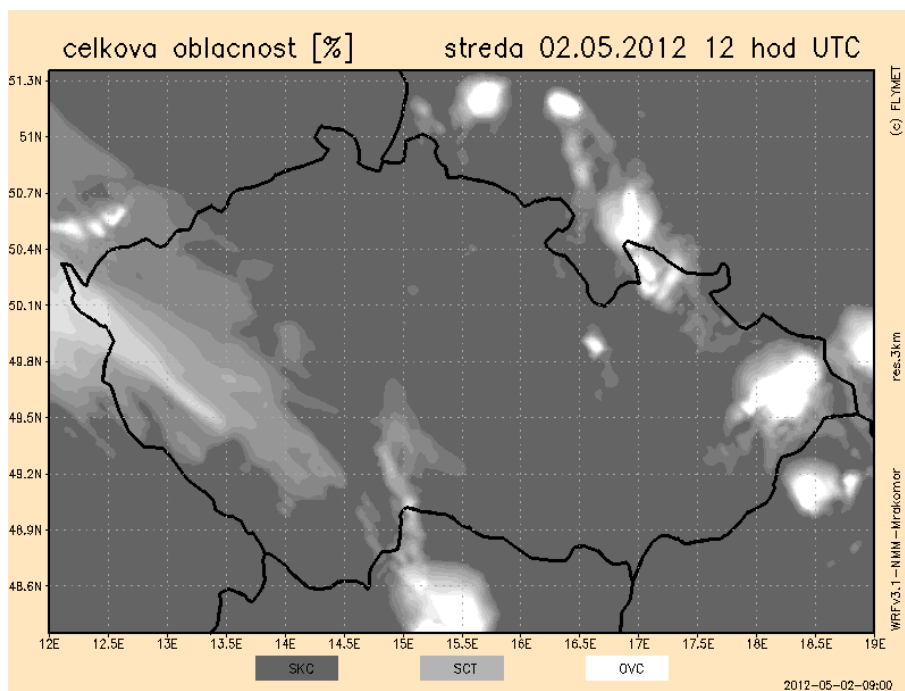 celkova oblacnost [%] streda 02.05.2012 12 hod UTC
51.3N
51N
50.7N
50.4N
50.1N
49.8N
49.5N
49.2N
48.9N
48.6N
12E 12.5E 13E 13.5E 14E 14.5E 15E 15.5E 16E 16.5E 17E 17.5E 18E 18.5E 19E
SKC SCT OVC
(c) FLYMET
res.3km
WRFv3.1-NMM-Mrakomor
2012-05-02-09:00